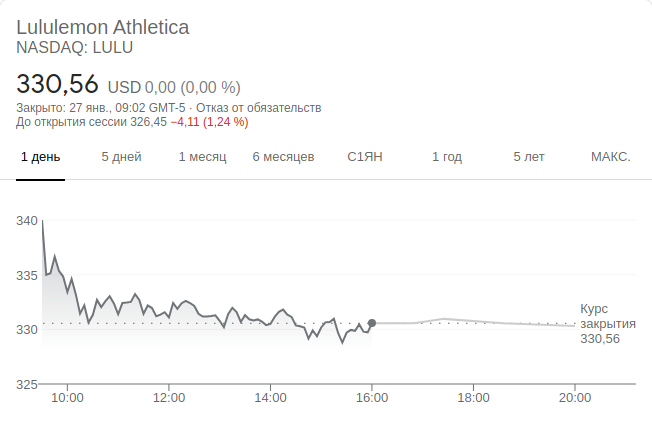 Lululemon Athletica
NASDAQ: LULU
330,56 USD 0,00 (0,00 %)
Закрыто: 27 янв., 09:02 GMT-5 · Отказ от обязательств
До открытия сессии 326,45 −4,11 (1,24 %)
1 день 5 дней 1 месяц 6 месяцев С1ЯН 1 год 5 лет МАКС.
340
335
330
325
Курс
закрытия
330,56
10:00 12:00 14:00 16:00 18:00 20:00